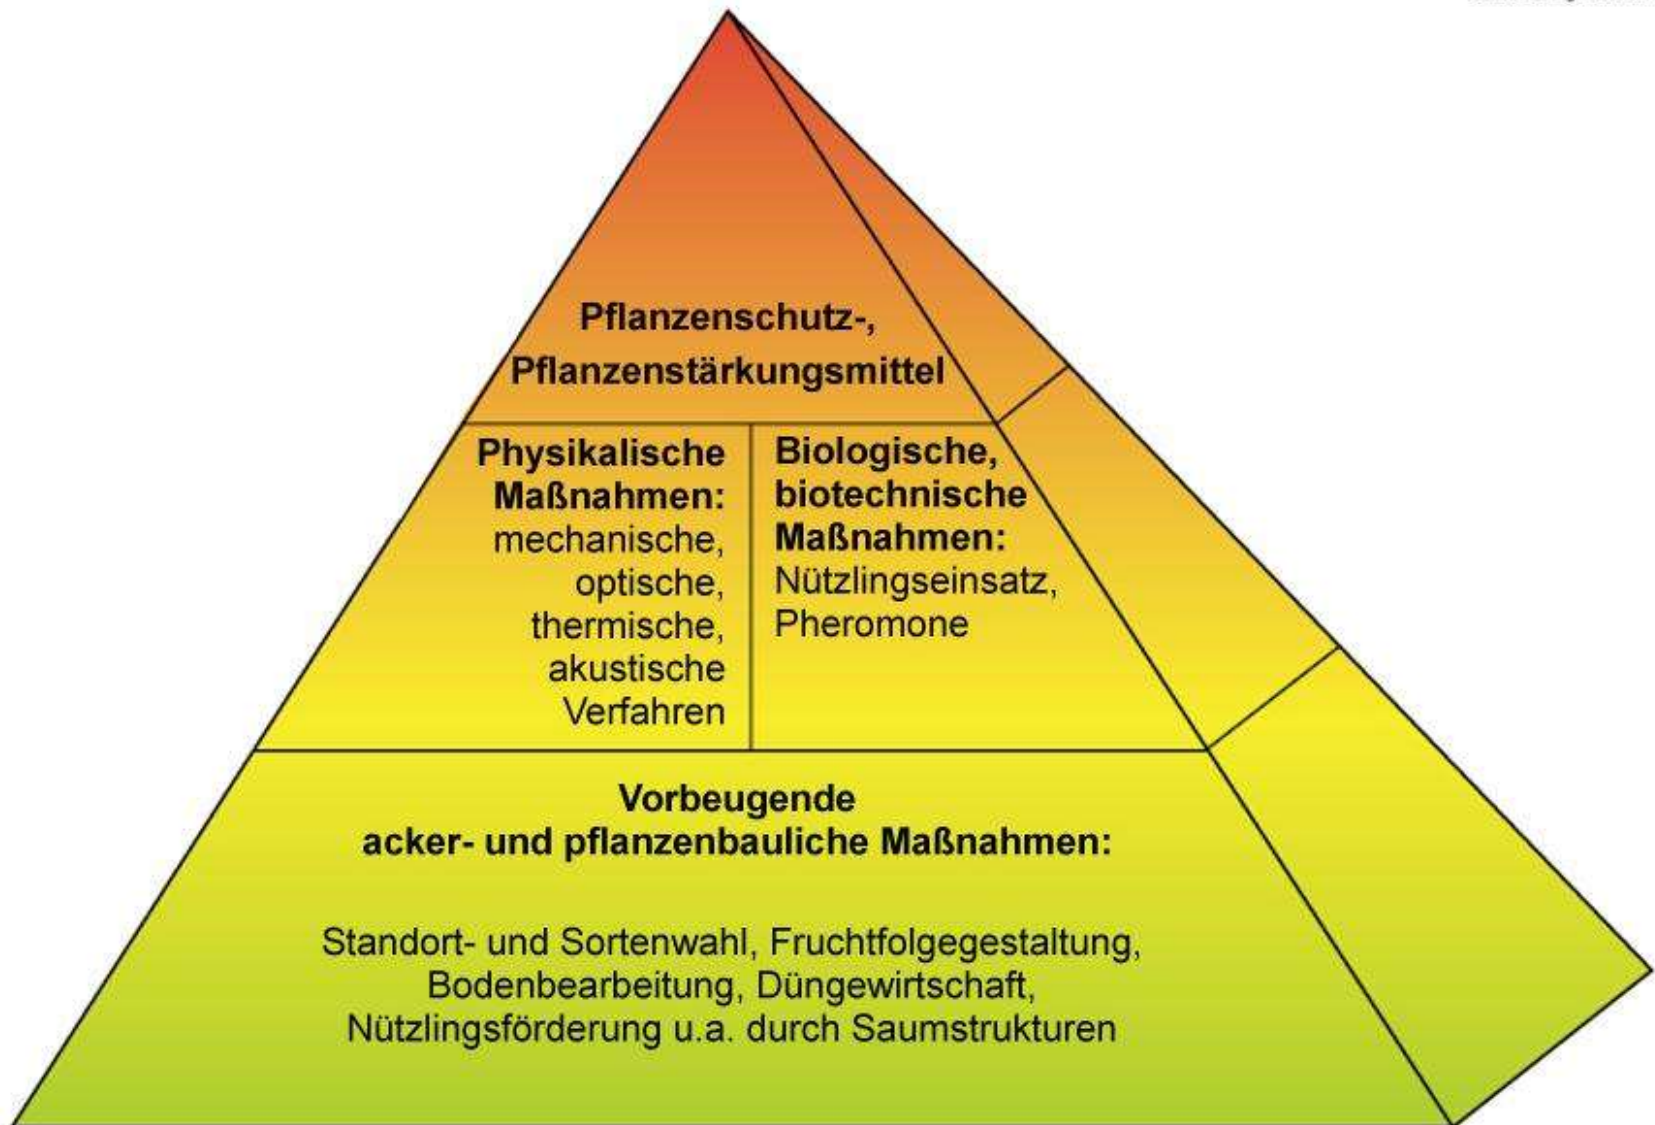 Pflanzenschutz-,
Pflanzenstärkungsmittel
Physikalische
Maßnahmen:
mechanische,
optische,
thermische,
akustische
Verfahren
Biologische,
biotechnische
Maßnahmen:
Nützlingseinsatz,
Pheromone
Vorbeugende
acker- und pflanzenbauliche Maßnahmen:
Standort- und Sortenwahl, Fruchtfolgegestaltung,
Bodenbearbeitung, Düngewirtschaft,
Nützlingsförderung u.a. durch Saumstrukturen